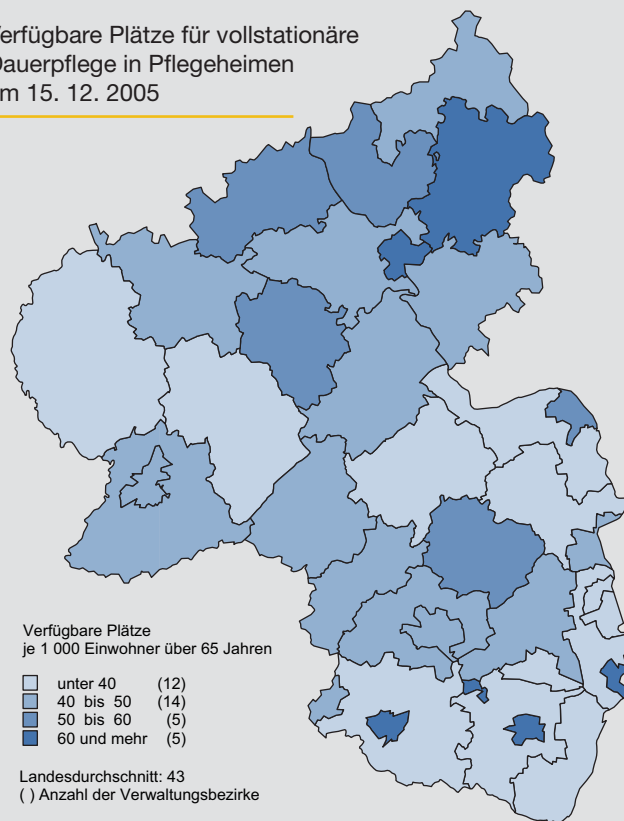 erfügbare Plätze für vollstationäre
auerpflege in Pflegeheimen
m 15. 12. 2005
Verfügbare Plätze
je 1 000 Einwohner über 65 Jahren
unter 40 (12)
40 bis 50 (14)
50 bis 60 (5)
60 und mehr (5)
Landesdurchschnitt: 43
( ) Anzahl der Verwaltungsbezirke